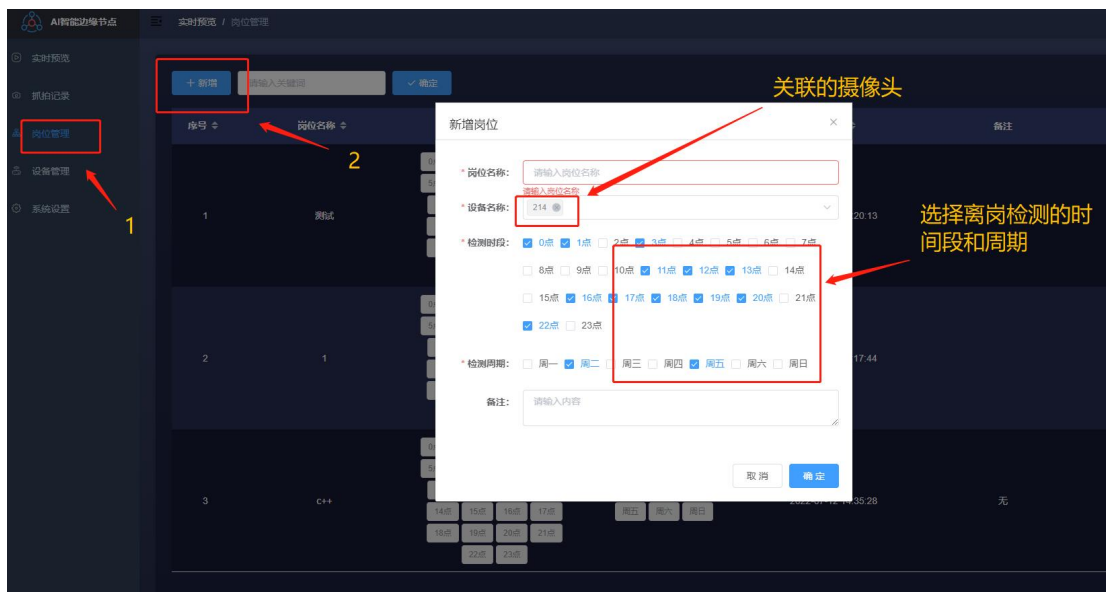 AI智能边缘节点
实时预览 / 岗位管理
实时预览
抓拍记录
岗位管理
设备管理
系统设置
1
+ 新增
请输入关键词
确定
2
序号
岗位名称
备注
1
测试
20:13
2
1
17:44
3
c++
14点 15点 16点 17点
18点 19点 20点 21点
22点 23点
周五 周六 周日
无
新增岗位
* 岗位名称:
请输入岗位名称
请输入岗位名称
* 设备名称:
214
* 检测时段:
0点 1点 2点 3点 4点 5点 6点 7点
8点 9点 10点 11点 12点 13点 14点
15点 16点 17点 18点 19点 20点 21点
22点 23点
* 检测周期:
周一 周二 周三 周四 周五 周六 周日
备注:
请输入内容
取消
确定
关联的摄像头
选择离岗检测的时
间段和周期